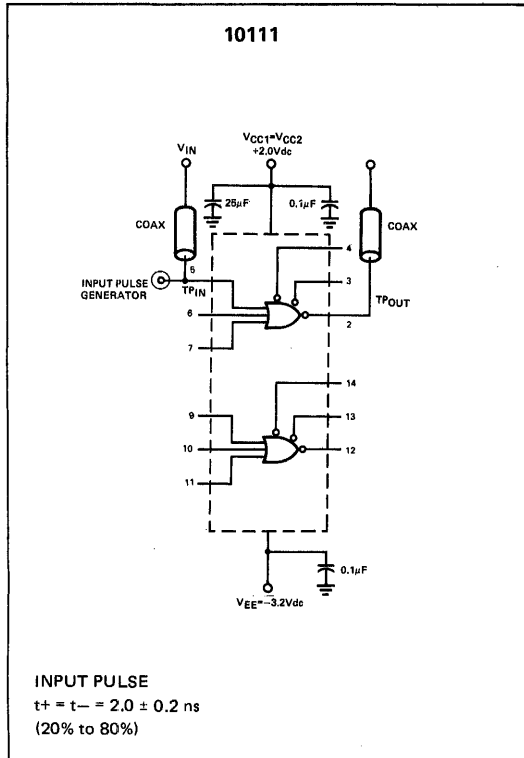 10111
VIN
VCC1=VCC2
+2.0Vdc
25μF
0.1μF
COAX
COAX
5
4
INPUT PULSE
GENERATOR
TPIN
3
TPOUT
6
2
7
14
9
13
10
12
11
0.1μF
VEE=-3.2Vdc
INPUT PULSE
t+ = t− = 2.0 ± 0.2 ns
(20% to 80%)